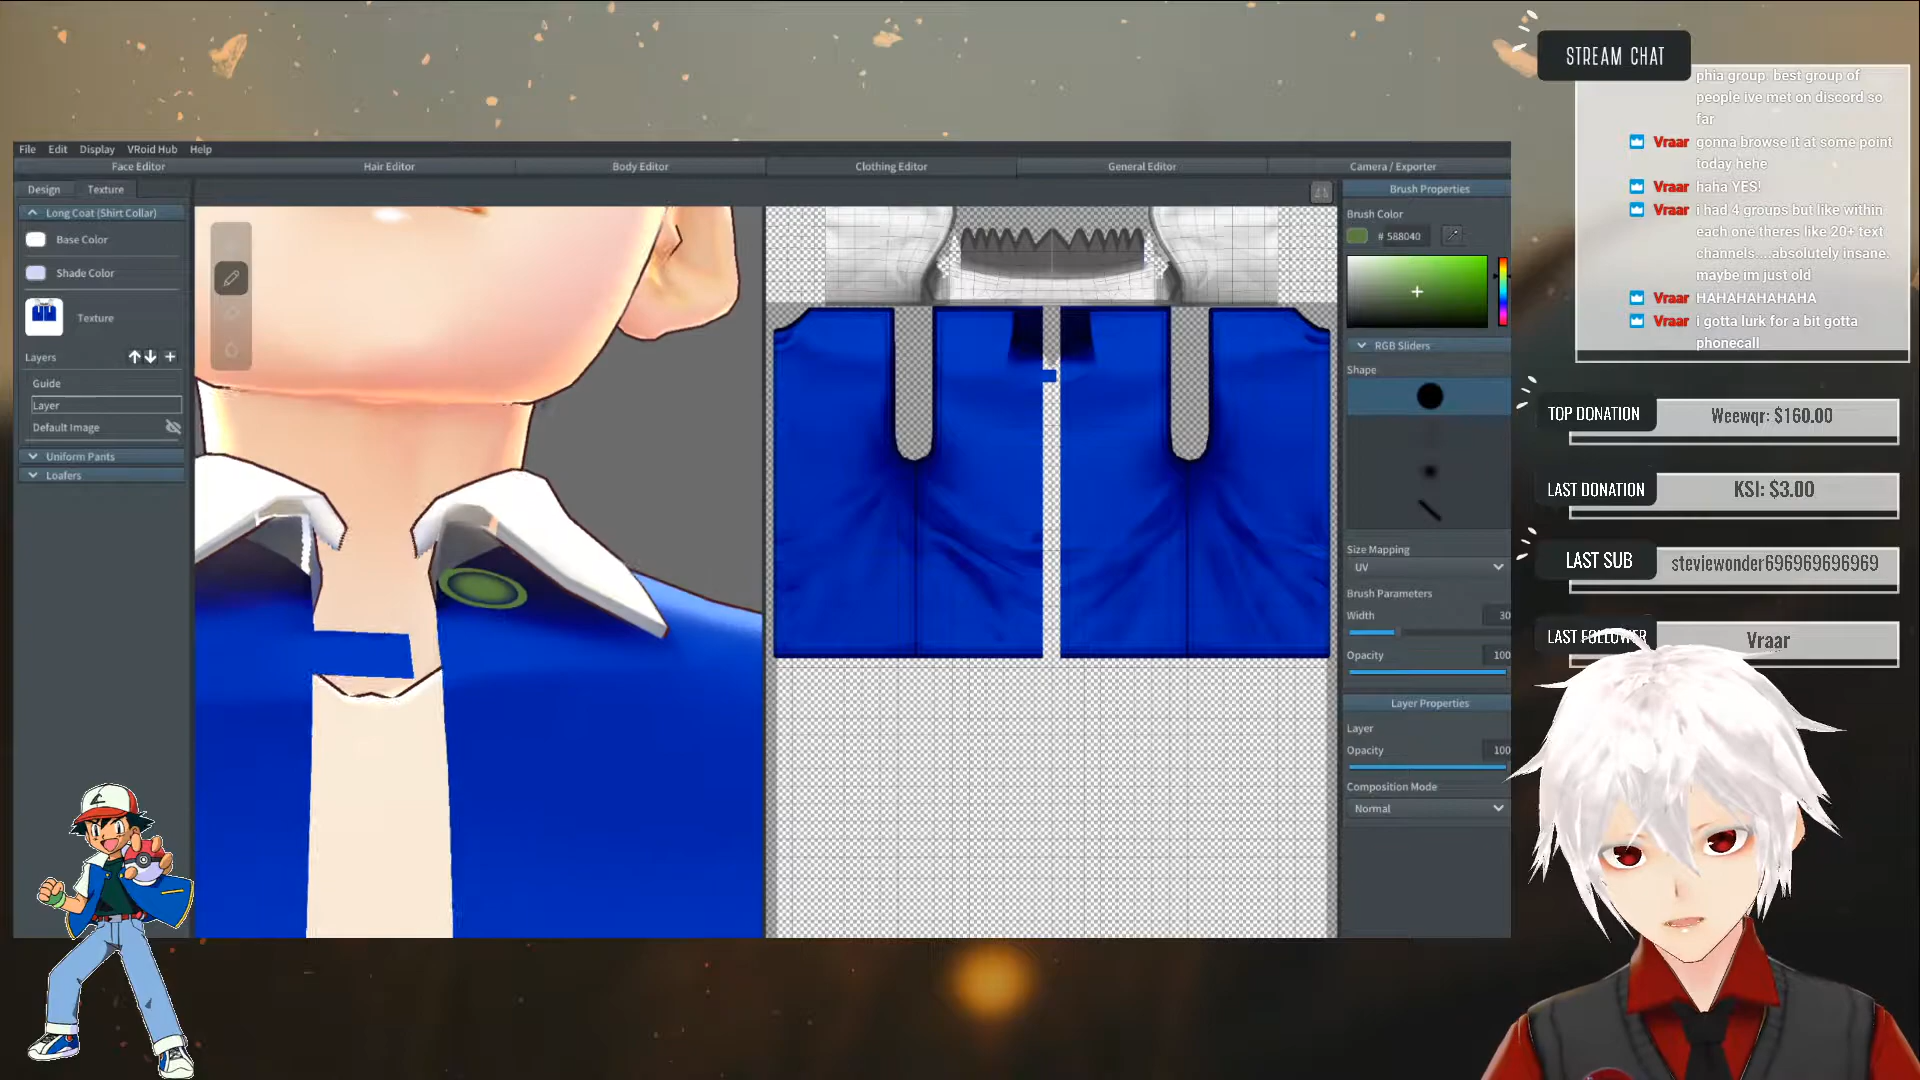 File Edit Display VRoid Hub Help
Face Editor Hair Editor Body Editor Clothing Editor General Editor Camera / Exporter
Design Texture
Long Coat (Shirt Collar)
Base Color
Shade Color
Texture
Layers
Guide
Layer
Default Image
Uniform Pants
Loafers
Brush Properties
Brush Color
# 588040
RGB Sliders
Shape
Size Mapping
UV
Brush Parameters
Width 30
Opacity 100
Layer Properties
Layer
Opacity 100
Composition Mode
Normal
STREAM CHAT
phia group. best group of
people ive met on discord so
far
Vraar gonna browse it at some point
today hehe
Vraar haha YES!
Vraar i had 4 groups but like within
each one theres like 20+ text
channels....absolutely insane.
maybe im just old
Vraar HAHAHAHAHAHA
Vraar i gotta lurk for a bit gotta
phonecall
TOP DONATION Weewqr: $160.00
LAST DONATION KSI: $3.00
LAST SUB steviewonder696969696969
LAST FOLLOWER Vraar